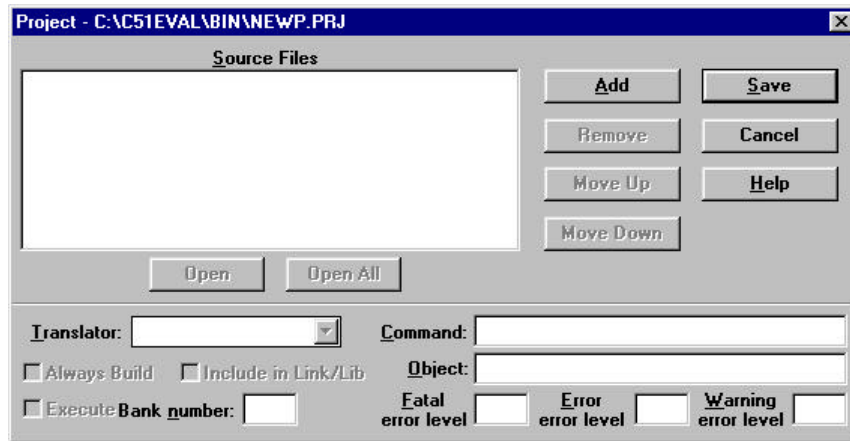 Project - C:\C51EVAL\BIN\NEWP.PRJ
Source Files
Add
Save
Remove
Cancel
Move Up
Help
Move Down
Open
Open All
Translator:
Command:
Always Build
Include in Link/Lib
Object:
Execute
Bank number:
Fatal
error level
Error
error level
Warning
error level